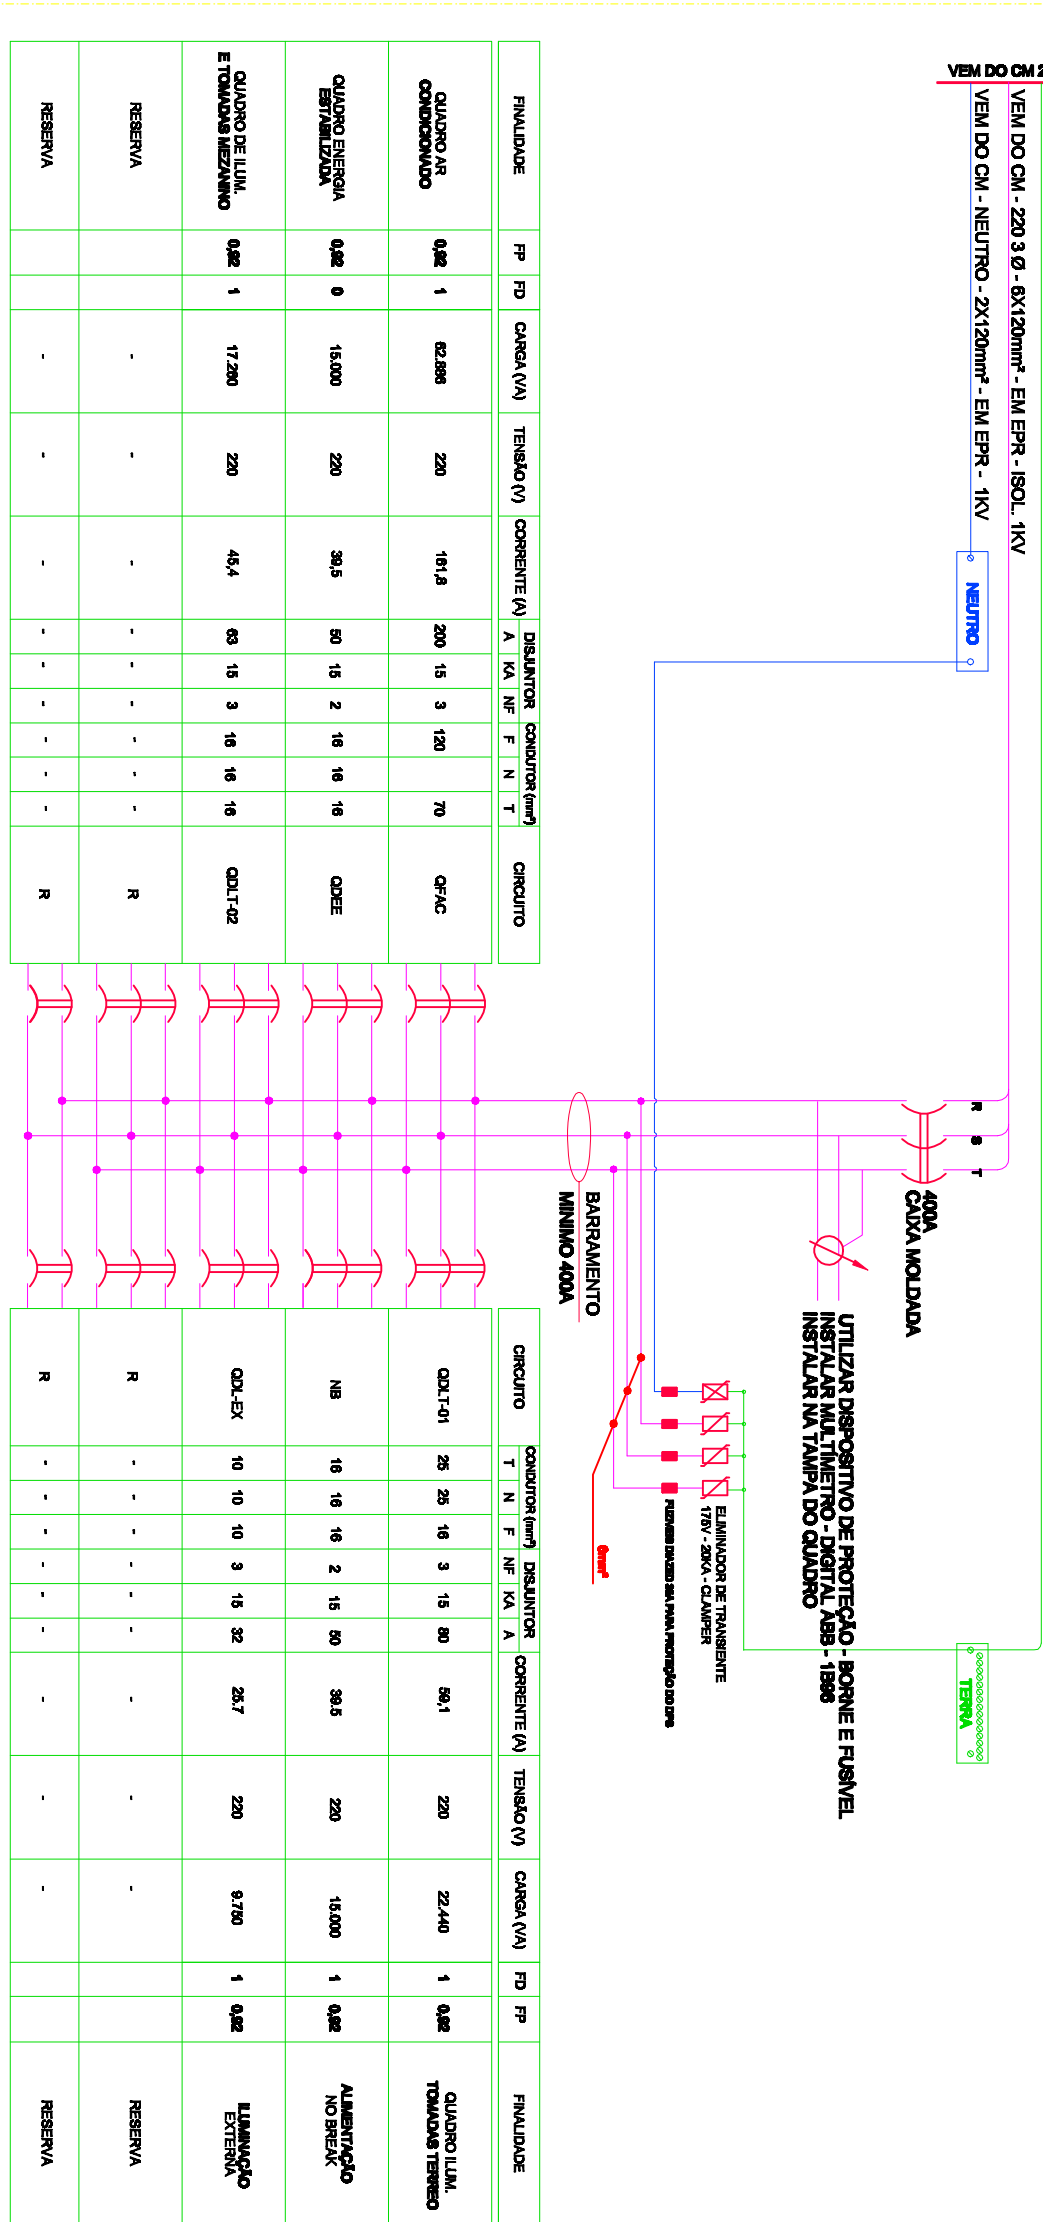 VEM DO CM 2
VEM DO CM - 220 3 Ø - 6X120mm² - EM EPR - ISOL. 1KV
VEM DO CM - NEUTRO - 2X120mm² - EM EPR - 1KV
NEUTRO
R
S
T
400A
CAIXA MOLDADA
UTILIZAR DISPOSITIVO DE PROTEÇÃO - BORNE E FUSÍVEL
INSTALAR MULTÍMETRO - DIGITAL ABB - 1B96
INSTALAR NA TAMPA DO QUADRO
TERRA
ELIMINADOR DE TRANSIENTE
175V - 20KA - CLAMPER
PARA PROTEÇÃO DO DPS
6mm²
BARRAMENTO
MINIMO 400A
FINALIDADE FP FD CARGA (VA) TENSÃO (V) CORRENTE (A) DISJUNTOR CONDUTOR (mm²) CIRCUITO
A KA NF F N T
QUADRO AR
CONDICIONADO
0,92 1 62.686 220 161,8 200 15 3 120 70 QFAC
QUADRO ENERGIA
ESTABILIZADA
0,92 0 15.000 220 39,5 50 15 2 16 16 16 QDEE
QUADRO DE ILUM.
E TOMADAS MEZANINO
0,92 1 17.260 220 45,4 63 15 3 16 16 16 QDLT-02
RESERVA - - - - - - - - - R
RESERVA - - - - - - - - - R
CIRCUITO CONDUTOR (mm²) DISJUNTOR CORRENTE (A) TENSÃO (V) CARGA (VA) FD FP FINALIDADE
T N F NF KA A
QDLT-01 25 25 16 3 15 80 59,1 220 22.440 1 0,92
QUADRO ILUM.
TOMADAS TERREO
NB 16 16 16 2 15 50 39.5 220 15.000 1 0,92
ALIMENTAÇÃO
NO BREAK
QDL-EX 10 10 10 3 15 32 25.7 220 9.750 1 0,92
ILUMINAÇÃO
EXTERNA
R - - - - - - - - - RESERVA
R - - - - - - - - - RESERVA